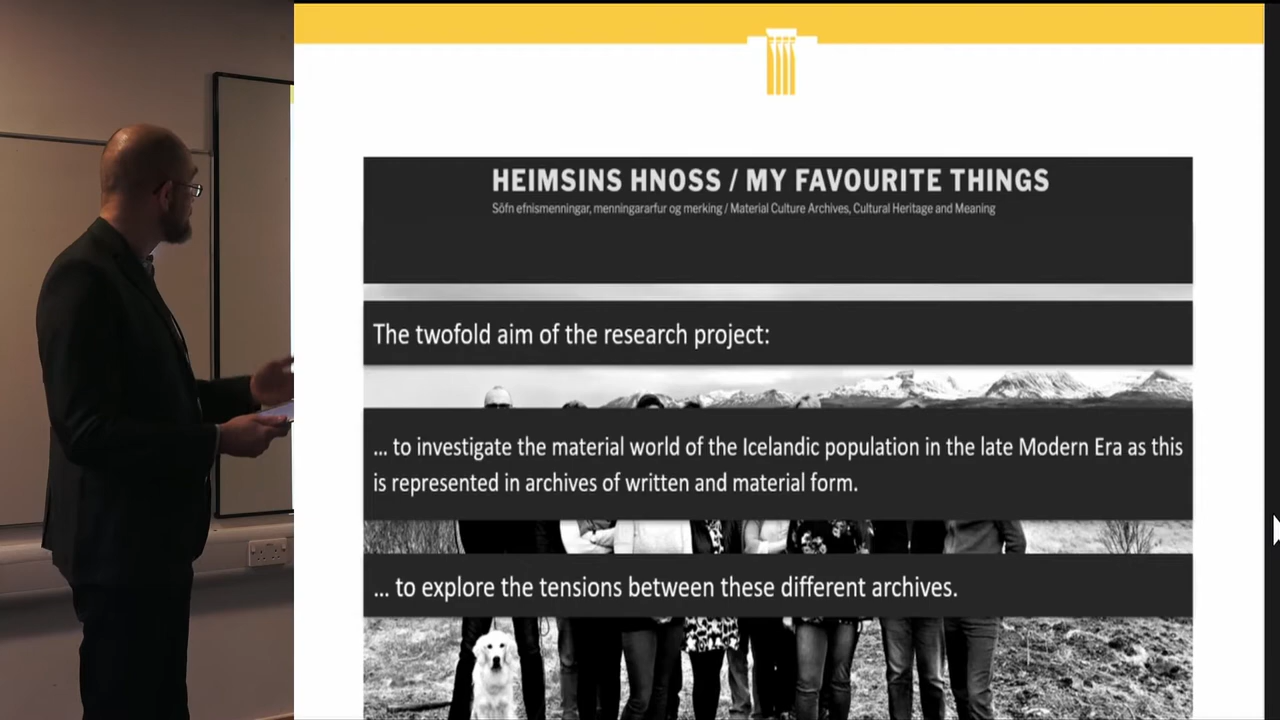 HEIMSINS HNOSS / MY FAVOURITE THINGS
Söfn efnismenningar, menningararfur og merking / Material Culture Archives, Cultural Heritage and Meaning
The twofold aim of the research project:
... to investigate the material world of the Icelandic population in the late Modern Era as this
is represented in archives of written and material form.
... to explore the tensions between these different archives.